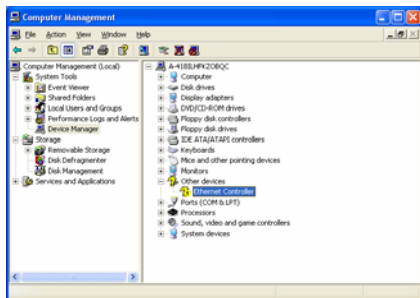 Computer Management
File Action View Window Help
Computer Management (Local)
System Tools
Event Viewer
Shared Folders
Local Users and Groups
Performance Logs and Alerts
Device Manager
Storage
Removable Storage
Disk Defragmenter
Disk Management
Services and Applications
A-418ILHFK2OBQC
Computer
Disk drives
Display adapters
DVD/CD-ROM drives
Floppy disk controllers
Floppy disk drives
IDE ATA/ATAPI controllers
Keyboards
Mice and other pointing devices
Monitors
Other devices
Ethernet Controller
Ports (COM & LPT)
Processors
Sound, video and game controllers
System devices